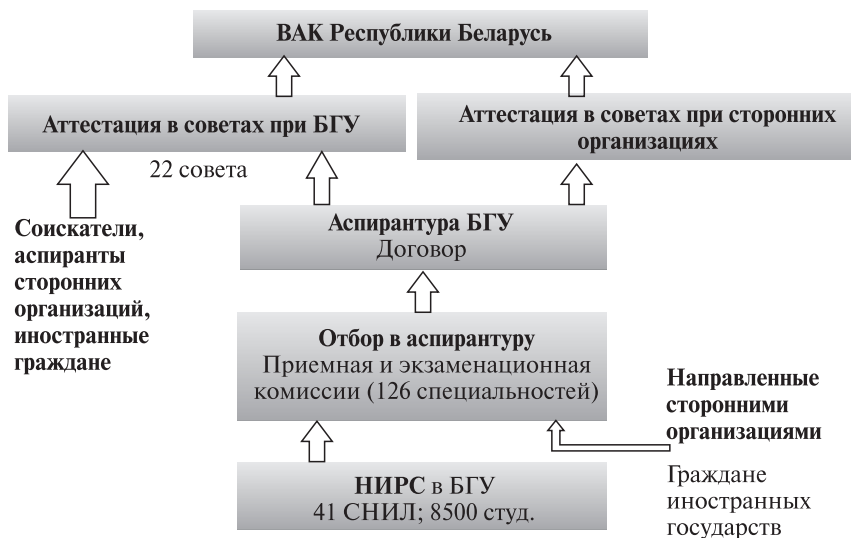 ВАК Республики Беларусь
Аттестация в советах при БГУ
22 совета
Аттестация в советах при сторонних
организациях
Соискатели,
аспиранты
сторонних
организаций,
иностранные
граждане
Аспирантура БГУ
Договор
Отбор в аспирантуру
Приемная и экзаменационная
комиссии (126 специальностей)
Направленные
сторонними
организациями
Граждане
иностранных
государств
НИРС в БГУ
41 СНИЛ; 8500 студ.